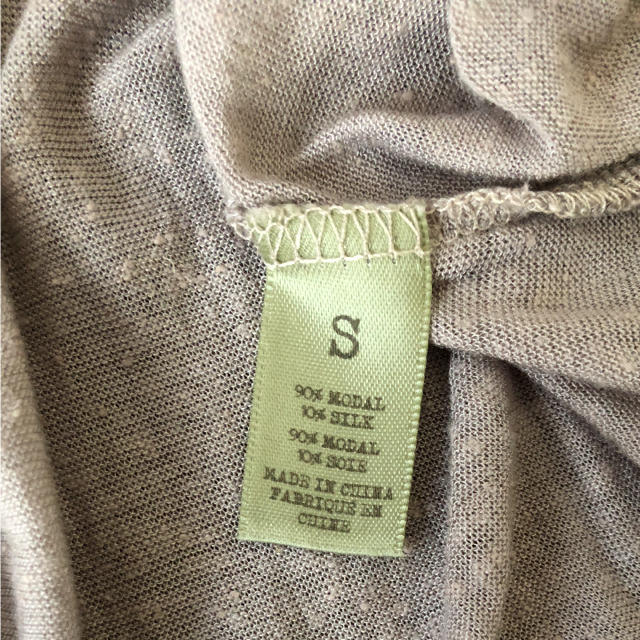 S
90% MODAL
10% SILK
90% MODAL
10% SOIE
MADE IN CHINA
FABRIQUÉ EN
CHINE